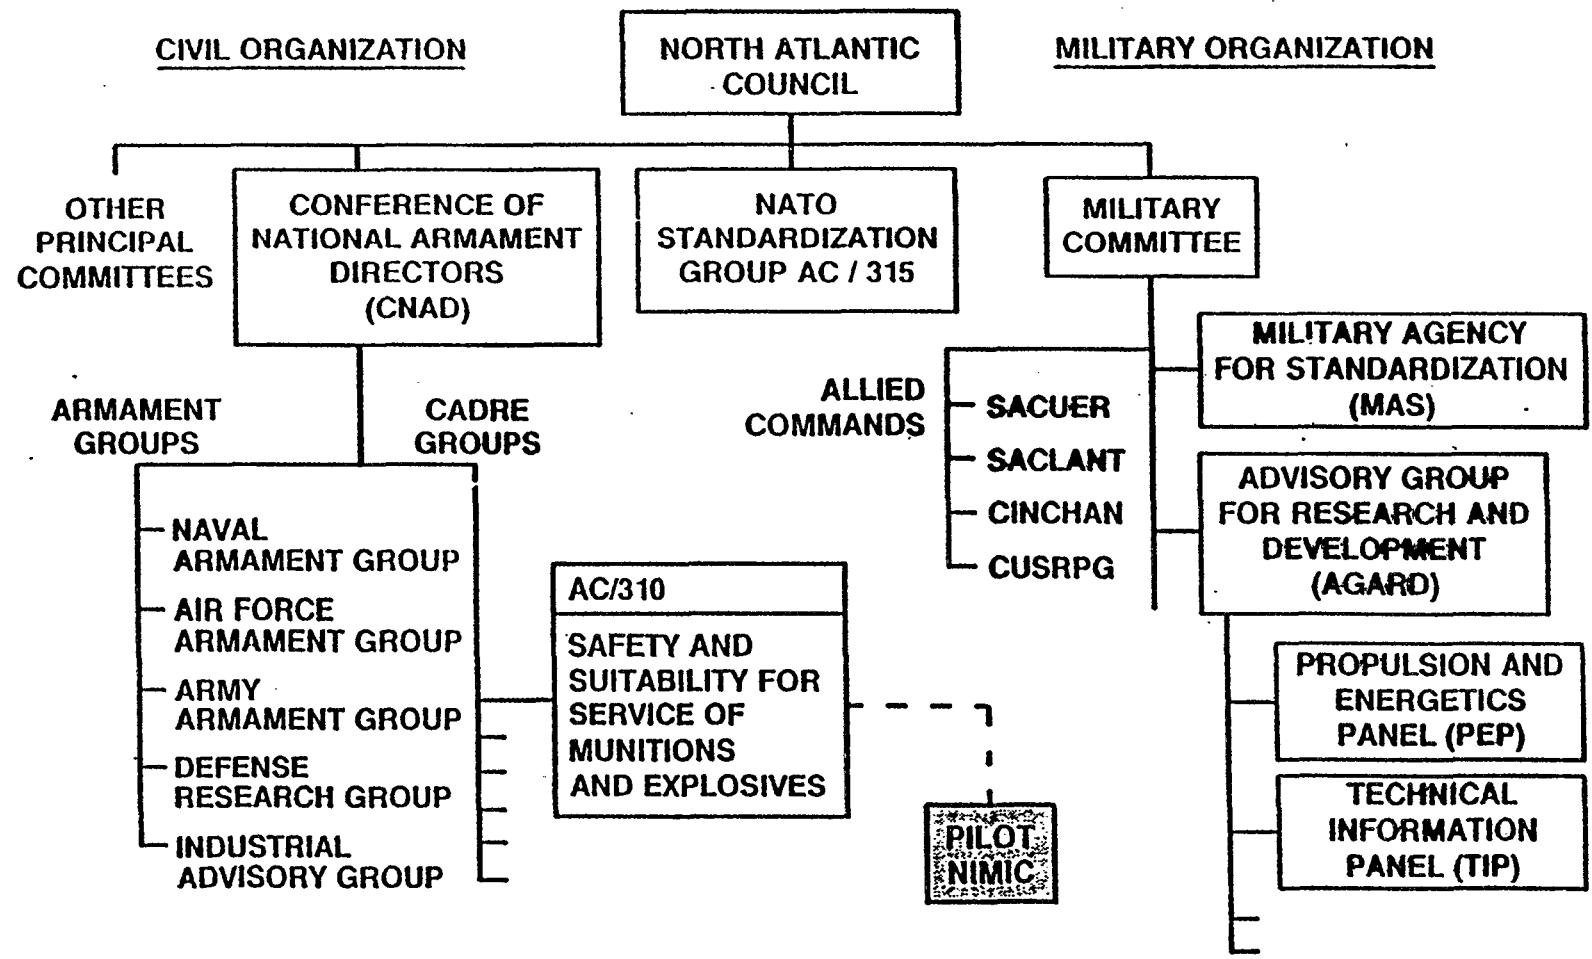 CIVIL ORGANIZATION
NORTH ATLANTIC
COUNCIL
MILITARY ORGANIZATION
OTHER
PRINCIPAL
COMMITTEES
CONFERENCE OF
NATIONAL ARMAMENT
DIRECTORS
(CNAD)
NATO
STANDARDIZATION
GROUP AC / 315
MILITARY
COMMITTEE
ARMAMENT
GROUPS
CADRE
GROUPS
NAVAL
ARMAMENT GROUP
AIR FORCE
ARMAMENT GROUP
ARMY
ARMAMENT GROUP
DEFENSE
RESEARCH GROUP
INDUSTRIAL
ADVISORY GROUP
AC/310
SAFETY AND
SUITABILITY FOR
SERVICE OF
MUNITIONS
AND EXPLOSIVES
PILOT
NIMIC
ALLIED
COMMANDS
SACUER
SACLANT
CINCHAN
CUSRPG
MILITARY AGENCY
FOR STANDARDIZATION
(MAS)
ADVISORY GROUP
FOR RESEARCH AND
DEVELOPMENT
(AGARD)
PROPULSION AND
ENERGETICS
PANEL (PEP)
TECHNICAL
INFORMATION
PANEL (TIP)